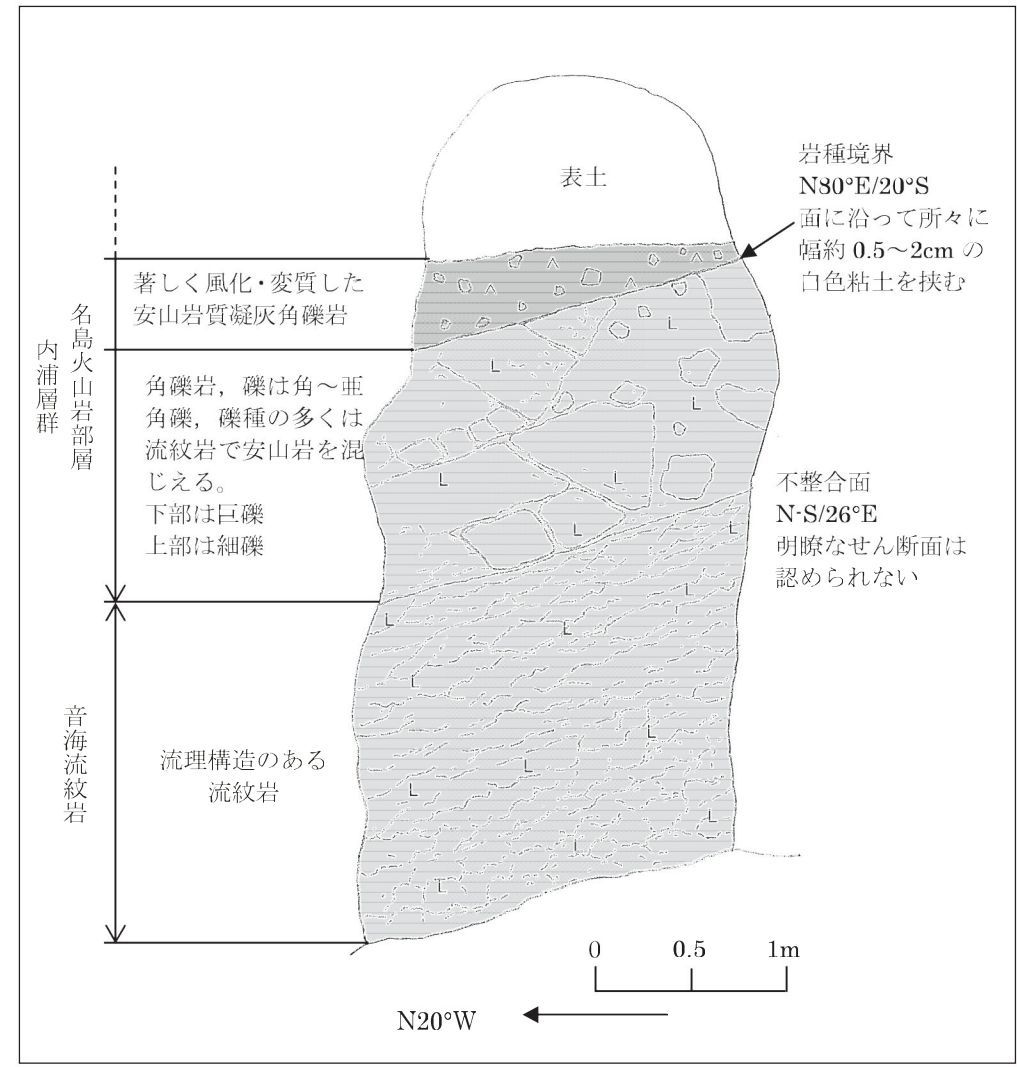 表土
岩種境界
N80°E/20°S
面に沿って所々に
幅約 0.5～2cm の
白色粘土を挟む
著しく風化・変質した
安山岩質凝灰角礫岩
名島火山岩部層
内浦層群
角礫岩，礫は角～亜
角礫，礫種の多くは
流紋岩で安山岩を混
じえる。
下部は巨礫
上部は細礫
不整合面
N-S/26°E
明瞭なせん断面は
認められない
音海流紋岩
流理構造のある
流紋岩
0 0.5 1m
N20°W